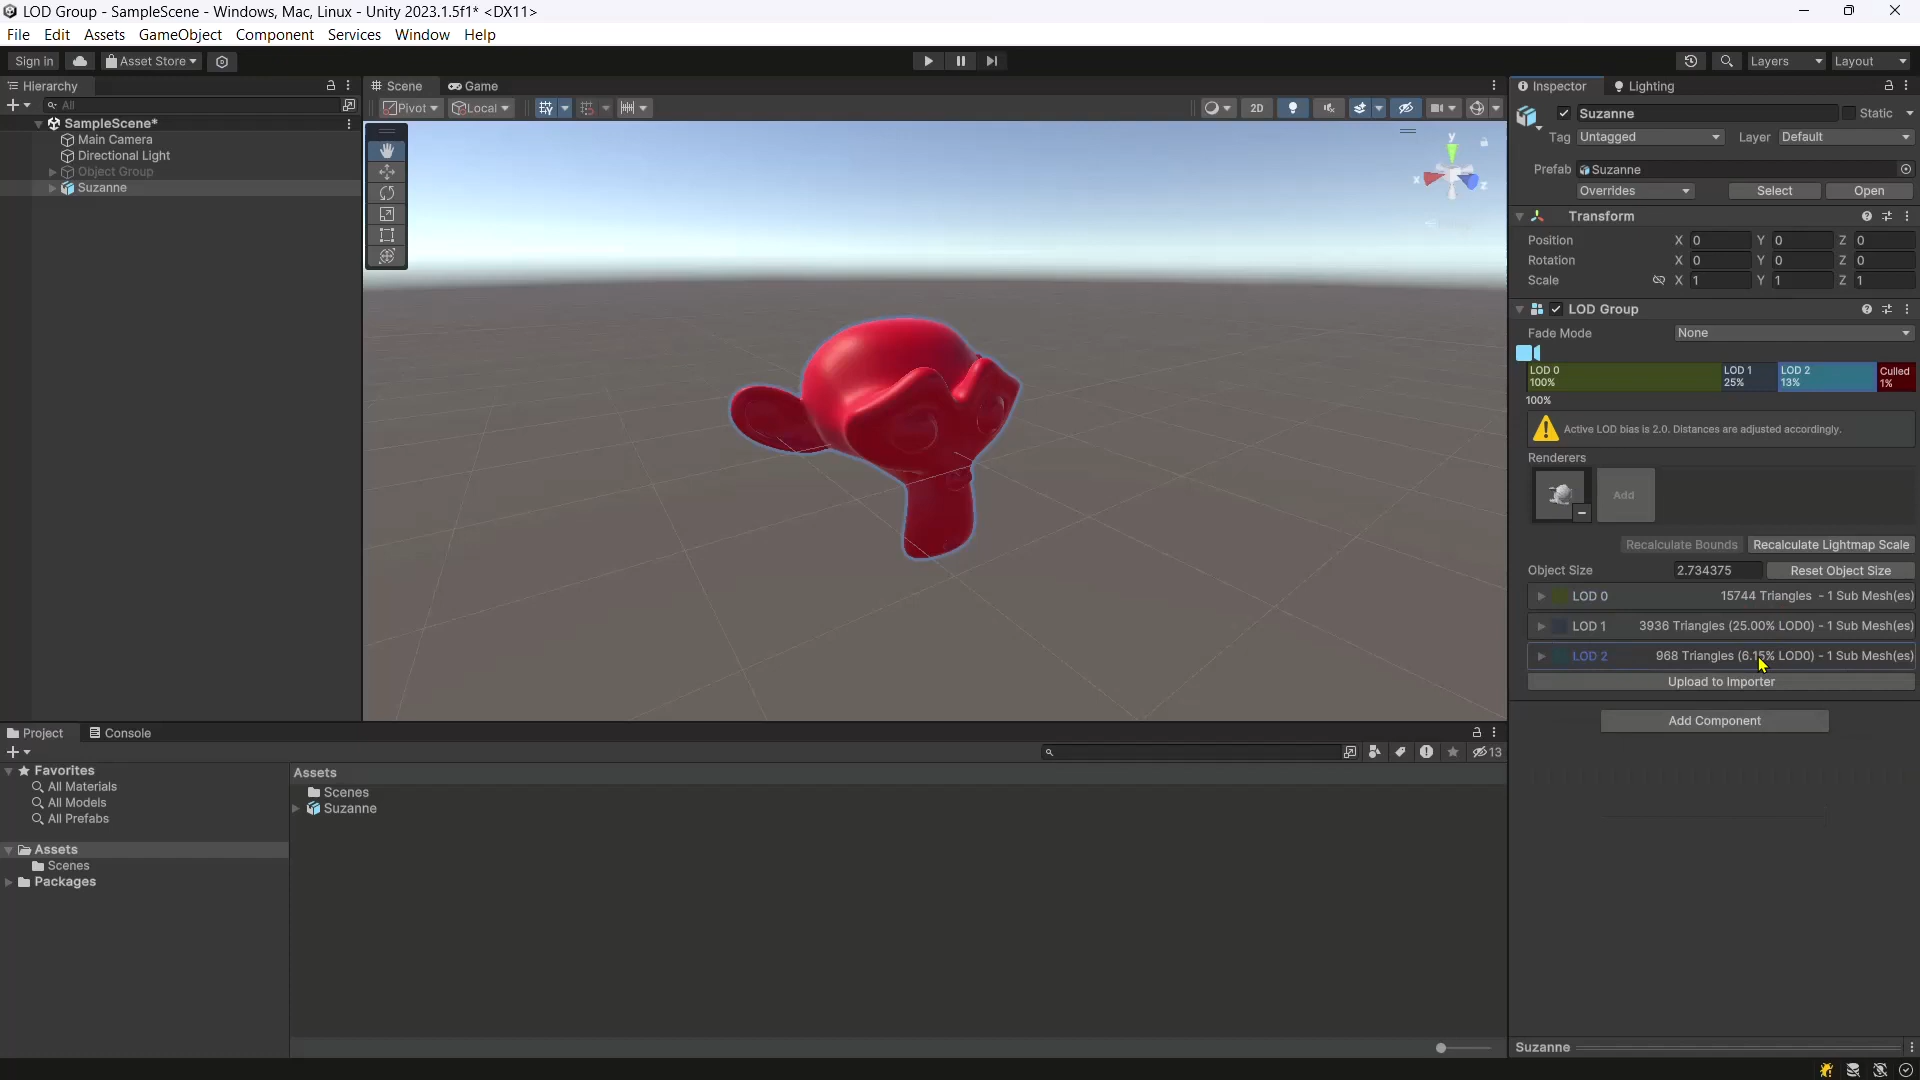 LOD Group - SampleScene - Windows, Mac, Linux - Unity 2023.1.5f1* <DX11>
File Edit Assets GameObject Component Services Window Help
Sign in Asset Store Layers Layout
Hierarchy
All
SampleScene*
Main Camera
Directional Light
Object Group
Suzanne
Scene Game
Pivot Local 2D
y
x z
Inspector Lighting
Suzanne Static
Tag Untagged Layer Default
Prefab Suzanne
Overrides Select Open
Transform
Position X 0 Y 0 Z 0
Rotation X 0 Y 0 Z 0
Scale X 1 Y 1 Z 1
LOD Group
Fade Mode None
LOD 0 LOD 1 LOD 2 Culled
100% 25% 13% 1%
100%
Active LOD bias is 2.0. Distances are adjusted accordingly.
Renderers
Add
Recalculate Bounds Recalculate Lightmap Scale
Object Size 2.734375 Reset Object Size
LOD 0 15744 Triangles - 1 Sub Mesh(es)
LOD 1 3936 Triangles (25.00% LOD0) - 1 Sub Mesh(es)
LOD 2 968 Triangles (6.15% LOD0) - 1 Sub Mesh(es)
Upload to Importer
Add Component
Project Console
13
Favorites
All Materials
All Models
All Prefabs
Assets
Scenes
Packages
Assets
Scenes
Suzanne
Suzanne